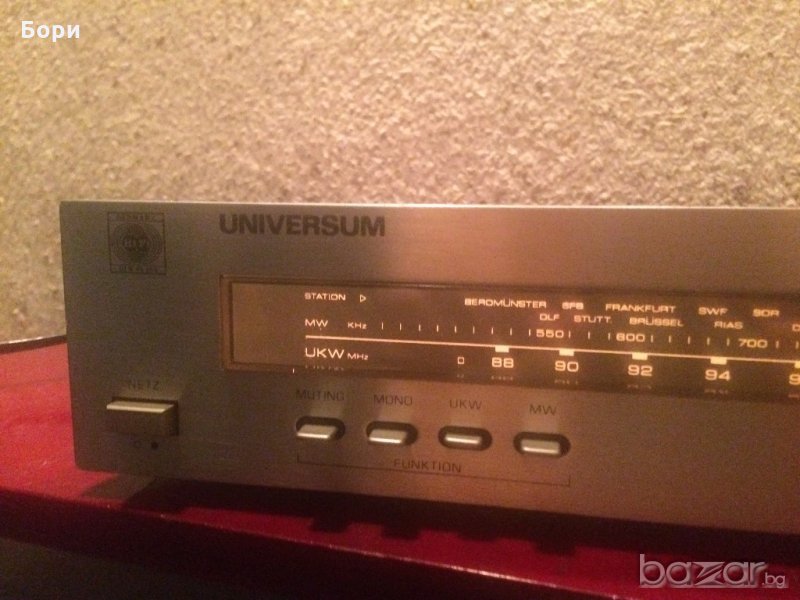 Бори
UNIVERSUM
STATION
BEROMÜNSTER SFB FRANKFURT SWF SDR
DLF STUTT. BRÜSSEL RIAS
MW KHz 550 600 700
UKW MHz 88 90 92 94
NETZ
MUTING MONO UKW MW
FUNKTION
bazar.bg